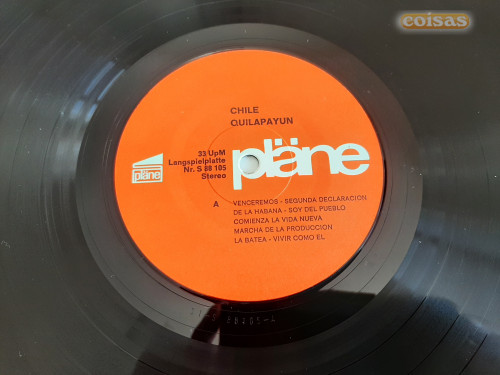 coisas
CHILE
QUILAPAYUN
33 UpM
Langspielplatte
Nr. S 88 105
Stereo
pläne
pläne
A
VENCEREMOS - SEGUNDA DECLARACION
DE LA HABANA - SOY DEL PUEBLO
COMIENZA LA VIDA NUEVA
MARCHA DE LA PRODUCCION
LA BATEA - VIVIR COMO EL